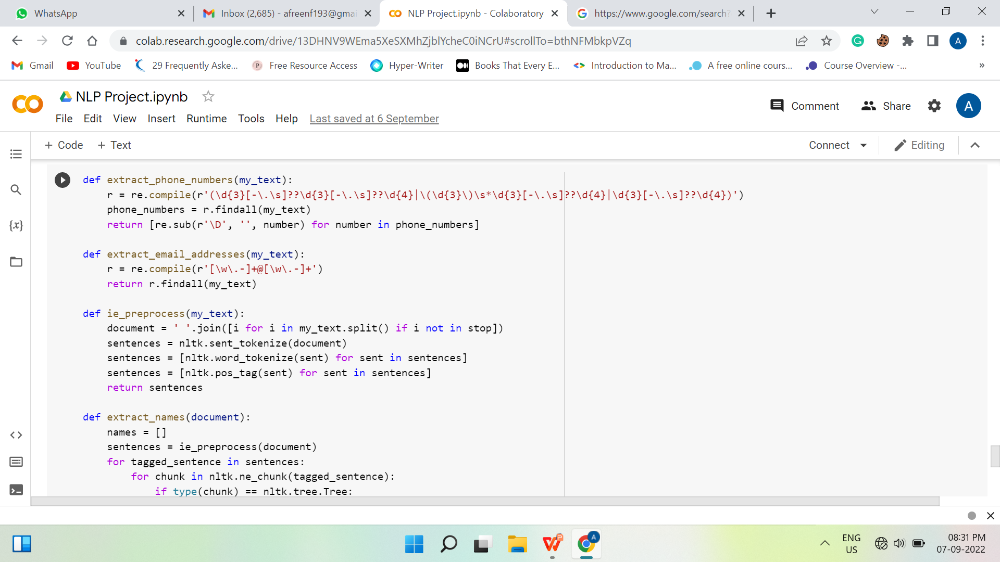 WhatsApp
Inbox (2,685) - afreenf193@gmai
NLP Project.ipynb - Colaboratory
https://www.google.com/search?
colab.research.google.com/drive/13DHNV9WEma5XeSXMhZjblYcheC0iNCrU#scrollTo=bthNFMbkpVZq
A
Gmail
YouTube
29 Frequently Aske...
Free Resource Access
Hyper-Writer
Books That Every E...
Introduction to Ma...
A free online cours...
Course Overview -...
»
NLP Project.ipynb
File Edit View Insert Runtime Tools Help Last saved at 6 September
Comment
Share
A
+ Code + Text
Connect
Editing
{x}
def extract_phone_numbers(my_text):
    r = re.compile(r'(\d{3}[-\.\s]??\d{3}[-\.\s]??\d{4}|\(\d{3}\)\s*\d{3}[-\.\s]??\d{4}|\d{3}[-\.\s]??\d{4})')
    phone_numbers = r.findall(my_text)
    return [re.sub(r'\D', '', number) for number in phone_numbers]
def extract_email_addresses(my_text):
    r = re.compile(r'[\w\.-]+@[\w\.-]+')
    return r.findall(my_text)
def ie_preprocess(my_text):
    document = ' '.join([i for i in my_text.split() if i not in stop])
    sentences = nltk.sent_tokenize(document)
    sentences = [nltk.word_tokenize(sent) for sent in sentences]
    sentences = [nltk.pos_tag(sent) for sent in sentences]
    return sentences
def extract_names(document):
    names = []
    sentences = ie_preprocess(document)
    for tagged_sentence in sentences:
        for chunk in nltk.ne_chunk(tagged_sentence):
            if type(chunk) == nltk.tree.Tree:
A
ENG
US
08:31 PM
07-09-2022